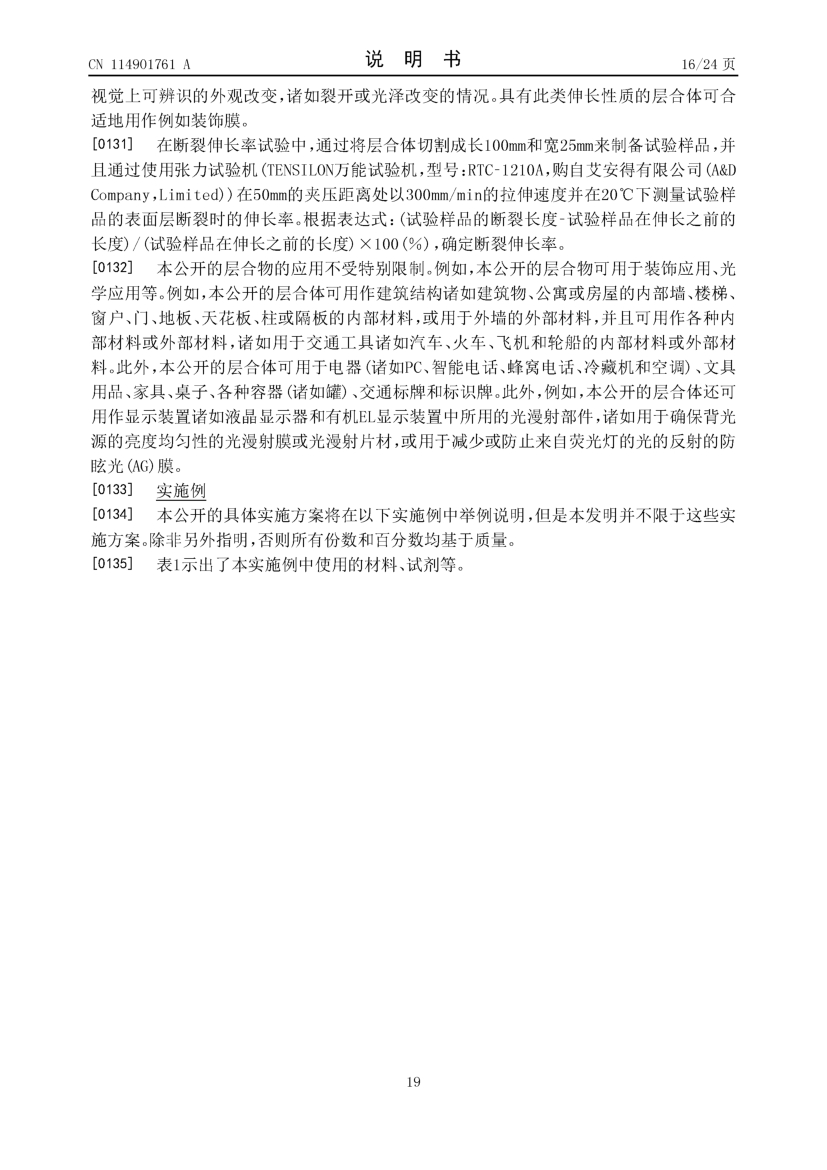 CN 114901761 A
说明书
16/24 页
视觉上可辨识的外观改变,诸如裂开或光泽改变的情况。具有此类伸长性质的层合体可合
适地用作例如装饰膜。
[0131] 在断裂伸长率试验中,通过将层合体切割成长100mm和宽25mm来制备试验样品,并
且通过使用张力试验机(TENSILON万能试验机,型号:RTC-1210A,购自艾安得有限公司(A&D
Company,Limited))在50mm的夹压距离处以300mm/min的拉伸速度并在20℃下测量试验样
品的表面层断裂时的伸长率。根据表达式:(试验样品的断裂长度-试验样品在伸长之前的
长度)/(试验样品在伸长之前的长度)×100(%),确定断裂伸长率。
[0132] 本公开的层合物的应用不受特别限制。例如,本公开的层合物可用于装饰应用、光
学应用等。例如,本公开的层合体可用作建筑结构诸如建筑物、公寓或房屋的内部墙、楼梯、
窗户、门、地板、天花板、柱或隔板的内部材料,或用于外墙的外部材料,并且可用作各种内
部材料或外部材料,诸如用于交通工具诸如汽车、火车、飞机和轮船的内部材料或外部材
料。此外,本公开的层合体可用于电器(诸如PC、智能电话、蜂窝电话、冷藏机和空调)、文具
用品、家具、桌子、各种容器(诸如罐)、交通标牌和标识牌。此外,例如,本公开的层合体还可
用作显示装置诸如液晶显示器和有机EL显示装置中所用的光漫射部件,诸如用于确保背光
源的亮度均匀性的光漫射膜或光漫射片材,或用于减少或防止来自荧光灯的光的反射的防
眩光(AG)膜。
[0133] 实施例
[0134] 本公开的具体实施方案将在以下实施例中举例说明,但是本发明并不限于这些实
施方案。除非另外指明,否则所有份数和百分数均基于质量。
[0135] 表1示出了本实施例中使用的材料、试剂等。
19